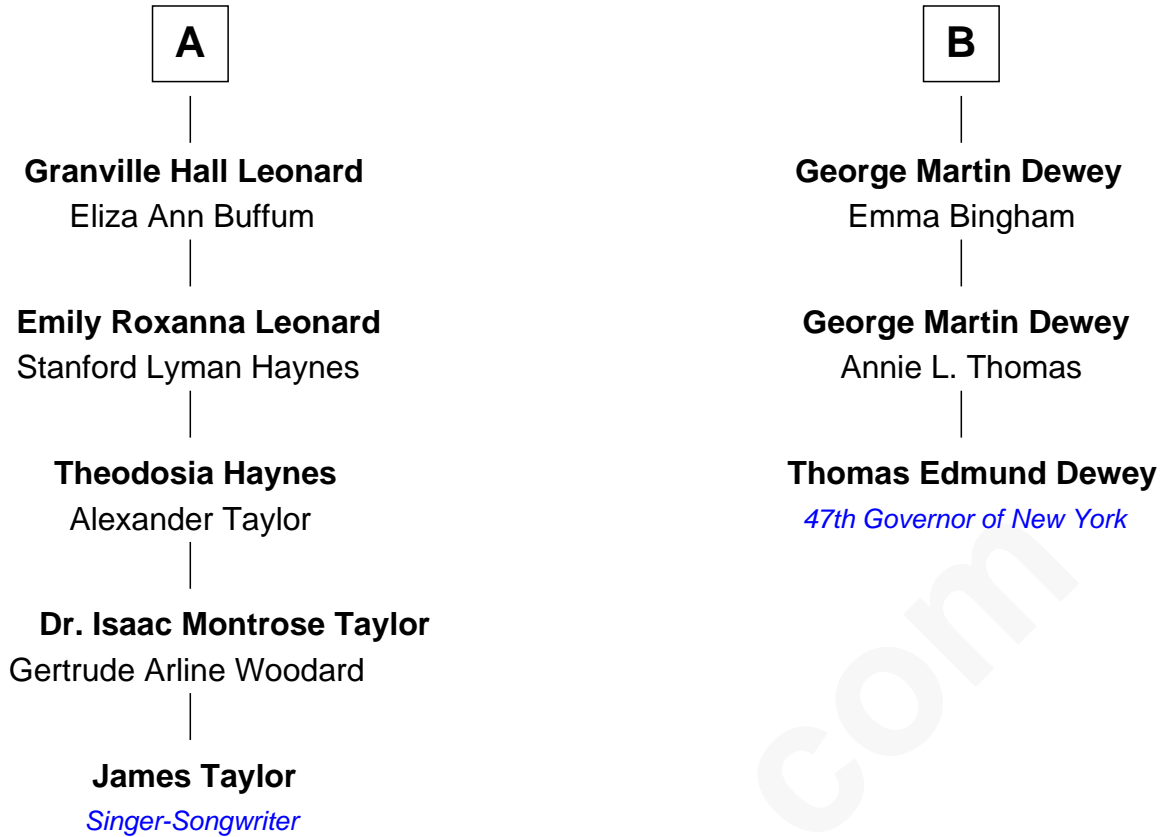 A
Granville Hall Leonard
Eliza Ann Buffum
Emily Roxanna Leonard
Stanford Lyman Haynes
Theodosia Haynes
Alexander Taylor
Dr. Isaac Montrose Taylor
Gertrude Arline Woodard
James Taylor
Singer-Songwriter
B
George Martin Dewey
Emma Bingham
George Martin Dewey
Annie L. Thomas
Thomas Edmund Dewey
47th Governor of New York
com